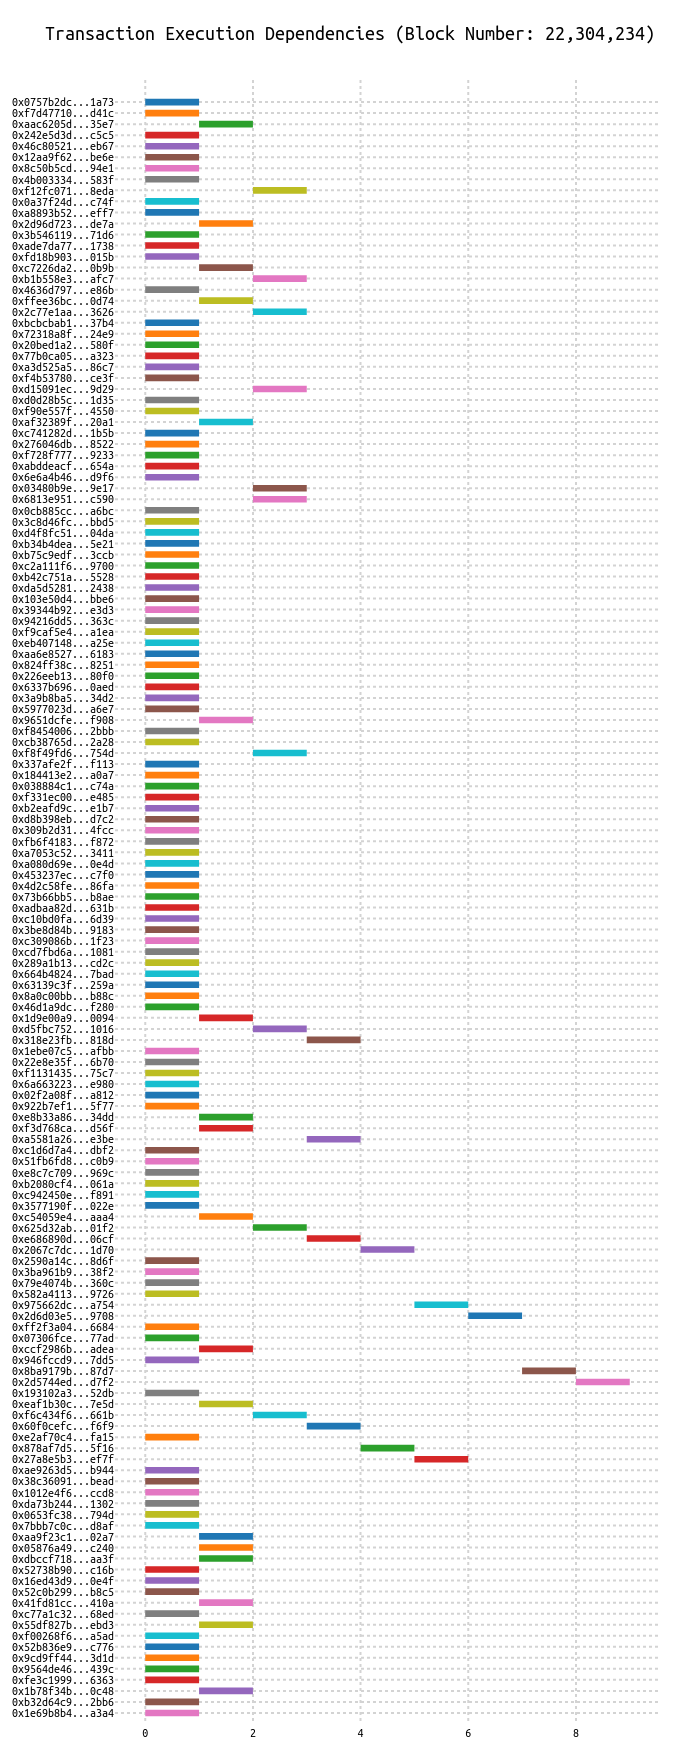 Transaction Execution Dependencies (Block Number: 22,304,234)
0x0757b2dc...1a73
0xf7d47710...d41c
0xaac6205d...35e7
0x242e5d3d...c5c5
0x46c80521...eb67
0x12aa9f62...be6e
0x8c50b5cd...94e1
0x4b003334...583f
0xf12fc071...8eda
0x0a37f24d...c74f
0xa8893b52...eff7
0x2d96d723...de7a
0x3b546119...71d6
0xade7da77...1738
0xfd18b903...015b
0xc7226da2...0b9b
0xb1b558e3...afc7
0x4636d797...e86b
0xffee36bc...0d74
0x2c77e1aa...3626
0xbcbcbab1...37b4
0x72318a8f...24e9
0x20bed1a2...580f
0x77b0ca05...a323
0xa3d525a5...86c7
0xf4b53780...ce3f
0xd15091ec...9d29
0xd0d28b5c...1d35
0xf90e557f...4550
0xaf32389f...20a1
0xc741282d...1b5b
0x276046db...8522
0xf728f777...9233
0xabddeacf...654a
0x6e6a4b46...d9f6
0x03480b9e...9e17
0x6813e951...c590
0x0cb885cc...a6bc
0x3c8d46fc...bbd5
0xd4f8fc51...04da
0xb34b4dea...5e21
0xb75c9edf...3ccb
0xc2a111f6...9700
0xb42c751a...5528
0xda5d5281...2438
0x103e50d4...bbe6
0x39344b92...e3d3
0x94216dd5...363c
0xf9caf5e4...a1ea
0xeb407148...a25e
0xaa6e8527...6183
0x824ff38c...8251
0x226eeb13...80f0
0x6337b696...0aed
0x3a9b8ba5...34d2
0x5977023d...a6e7
0x9651dcfe...f908
0xf8454006...2bbb
0xcb38765d...2a28
0xf8f49fd6...754d
0x337afe2f...f113
0x184413e2...a0a7
0x038884c1...c74a
0xf331ec00...e485
0xb2eafd9c...e1b7
0xd8b398eb...d7c2
0x309b2d31...4fcc
0xfb6f4183...f872
0xa7053c52...3411
0xa080d69e...0e4d
0x453237ec...c7f0
0x4d2c58fe...86fa
0x73b66bb5...b8ae
0xadbaa82d...631b
0xc10bd0fa...6d39
0x3be8d84b...9183
0xc309086b...1f23
0xcd7fbd6a...1081
0x289a1b13...cd2c
0x664b4824...7bad
0x63139c3f...259a
0x8a0c00bb...b88c
0x46d1a9dc...f280
0x1d9e00a9...0094
0xd5fbc752...1016
0x318e23fb...818d
0x1ebe07c5...afbb
0x22e8e35f...6b70
0xf1131435...75c7
0x6a663223...e980
0x02f2a08f...a812
0x922b7ef1...5f77
0xe8b33a86...34dd
0xf3d768ca...d56f
0xa5581a26...e3be
0xc1d6d7a4...dbf2
0x51fb6fd8...c0b9
0xe8c7c709...969c
0xb2080cf4...061a
0xc942450e...f891
0x3577190f...022e
0xc54059e4...aaa4
0x625d32ab...01f2
0xe686890d...06cf
0x2067c7dc...1d70
0x2590a14c...8d6f
0x3ba961b9...38f2
0x79e4074b...360c
0x582a4113...9726
0x975662dc...a754
0x2d6d03e5...9708
0xff2f3a04...6684
0x07306fce...77ad
0xccf2986b...adea
0x946fccd9...7dd5
0x8ba9179b...87d7
0x2d5744ed...d7f2
0x193102a3...52db
0xeaf1b30c...7e5d
0xf6c434f6...661b
0x60f0cefc...f6f9
0xe2af70c4...fa15
0x878af7d5...5f16
0x27a8e5b3...ef7f
0xae9263d5...b944
0x38c36091...bead
0x1012e4f6...ccd8
0xda73b244...1302
0x0653fc38...794d
0x7bbb7c0c...d8af
0xaa9f23c1...02a7
0x05876a49...c240
0xdbccf718...aa3f
0x52738b90...c16b
0x16ed43d9...0e4f
0x52c0b299...b8c5
0x41fd81cc...410a
0xc77a1c32...68ed
0x55df827b...ebd3
0xf00268f6...a5ad
0x52b836e9...c776
0x9cd9ff44...3d1d
0x9564de46...439c
0xfe3c1999...6363
0x1b78f34b...0c48
0xb32d64c9...2bb6
0x1e69b8b4...a3a4
0 2 4 6 8